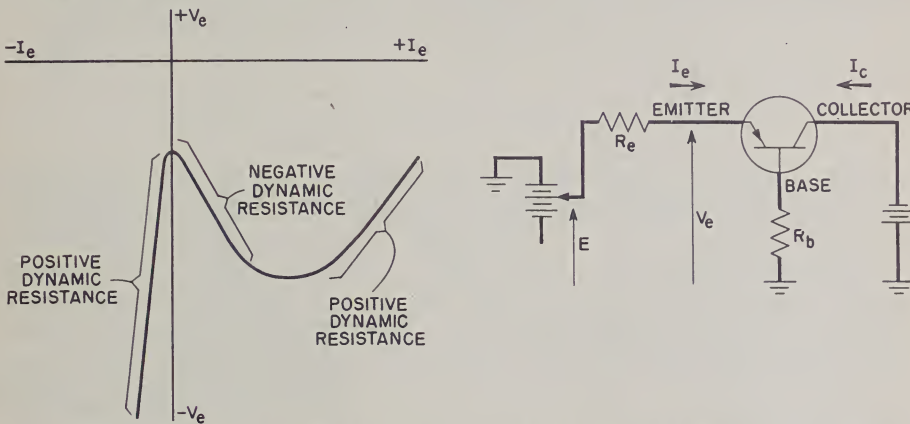 +Ve
-Ie
+Ie
NEGATIVE
DYNAMIC
RESISTANCE
POSITIVE
DYNAMIC
RESISTANCE
POSITIVE
DYNAMIC
RESISTANCE
-Ve
Ie
Ic
EMITTER
COLLECTOR
Re
BASE
E
Ve
Rb